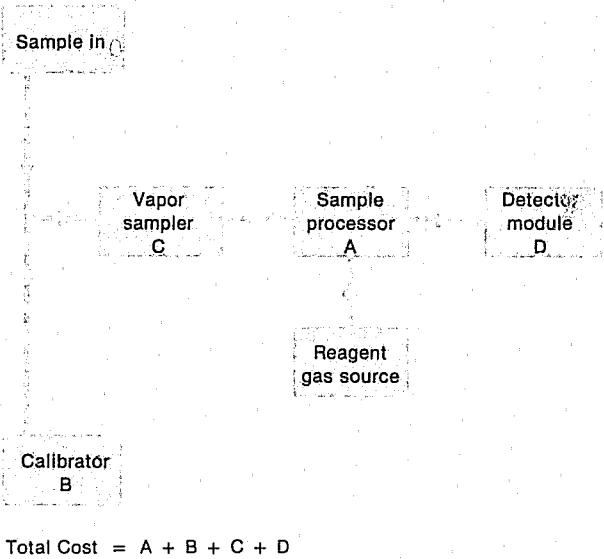 Sample in
Vapor
sampler
C
Sample
processor
A
Detector
module
D
Reagent
gas source
Calibrator
B
Total Cost = A + B + C + D